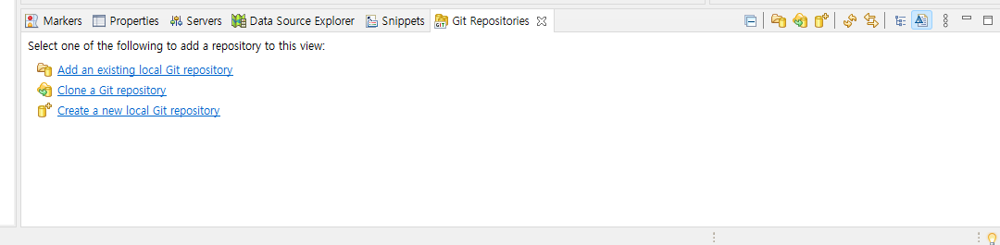 Markers Properties Servers Data Source Explorer Snippets GIT Git Repositories
Select one of the following to add a repository to this view:
Add an existing local Git repository
Clone a Git repository
Create a new local Git repository